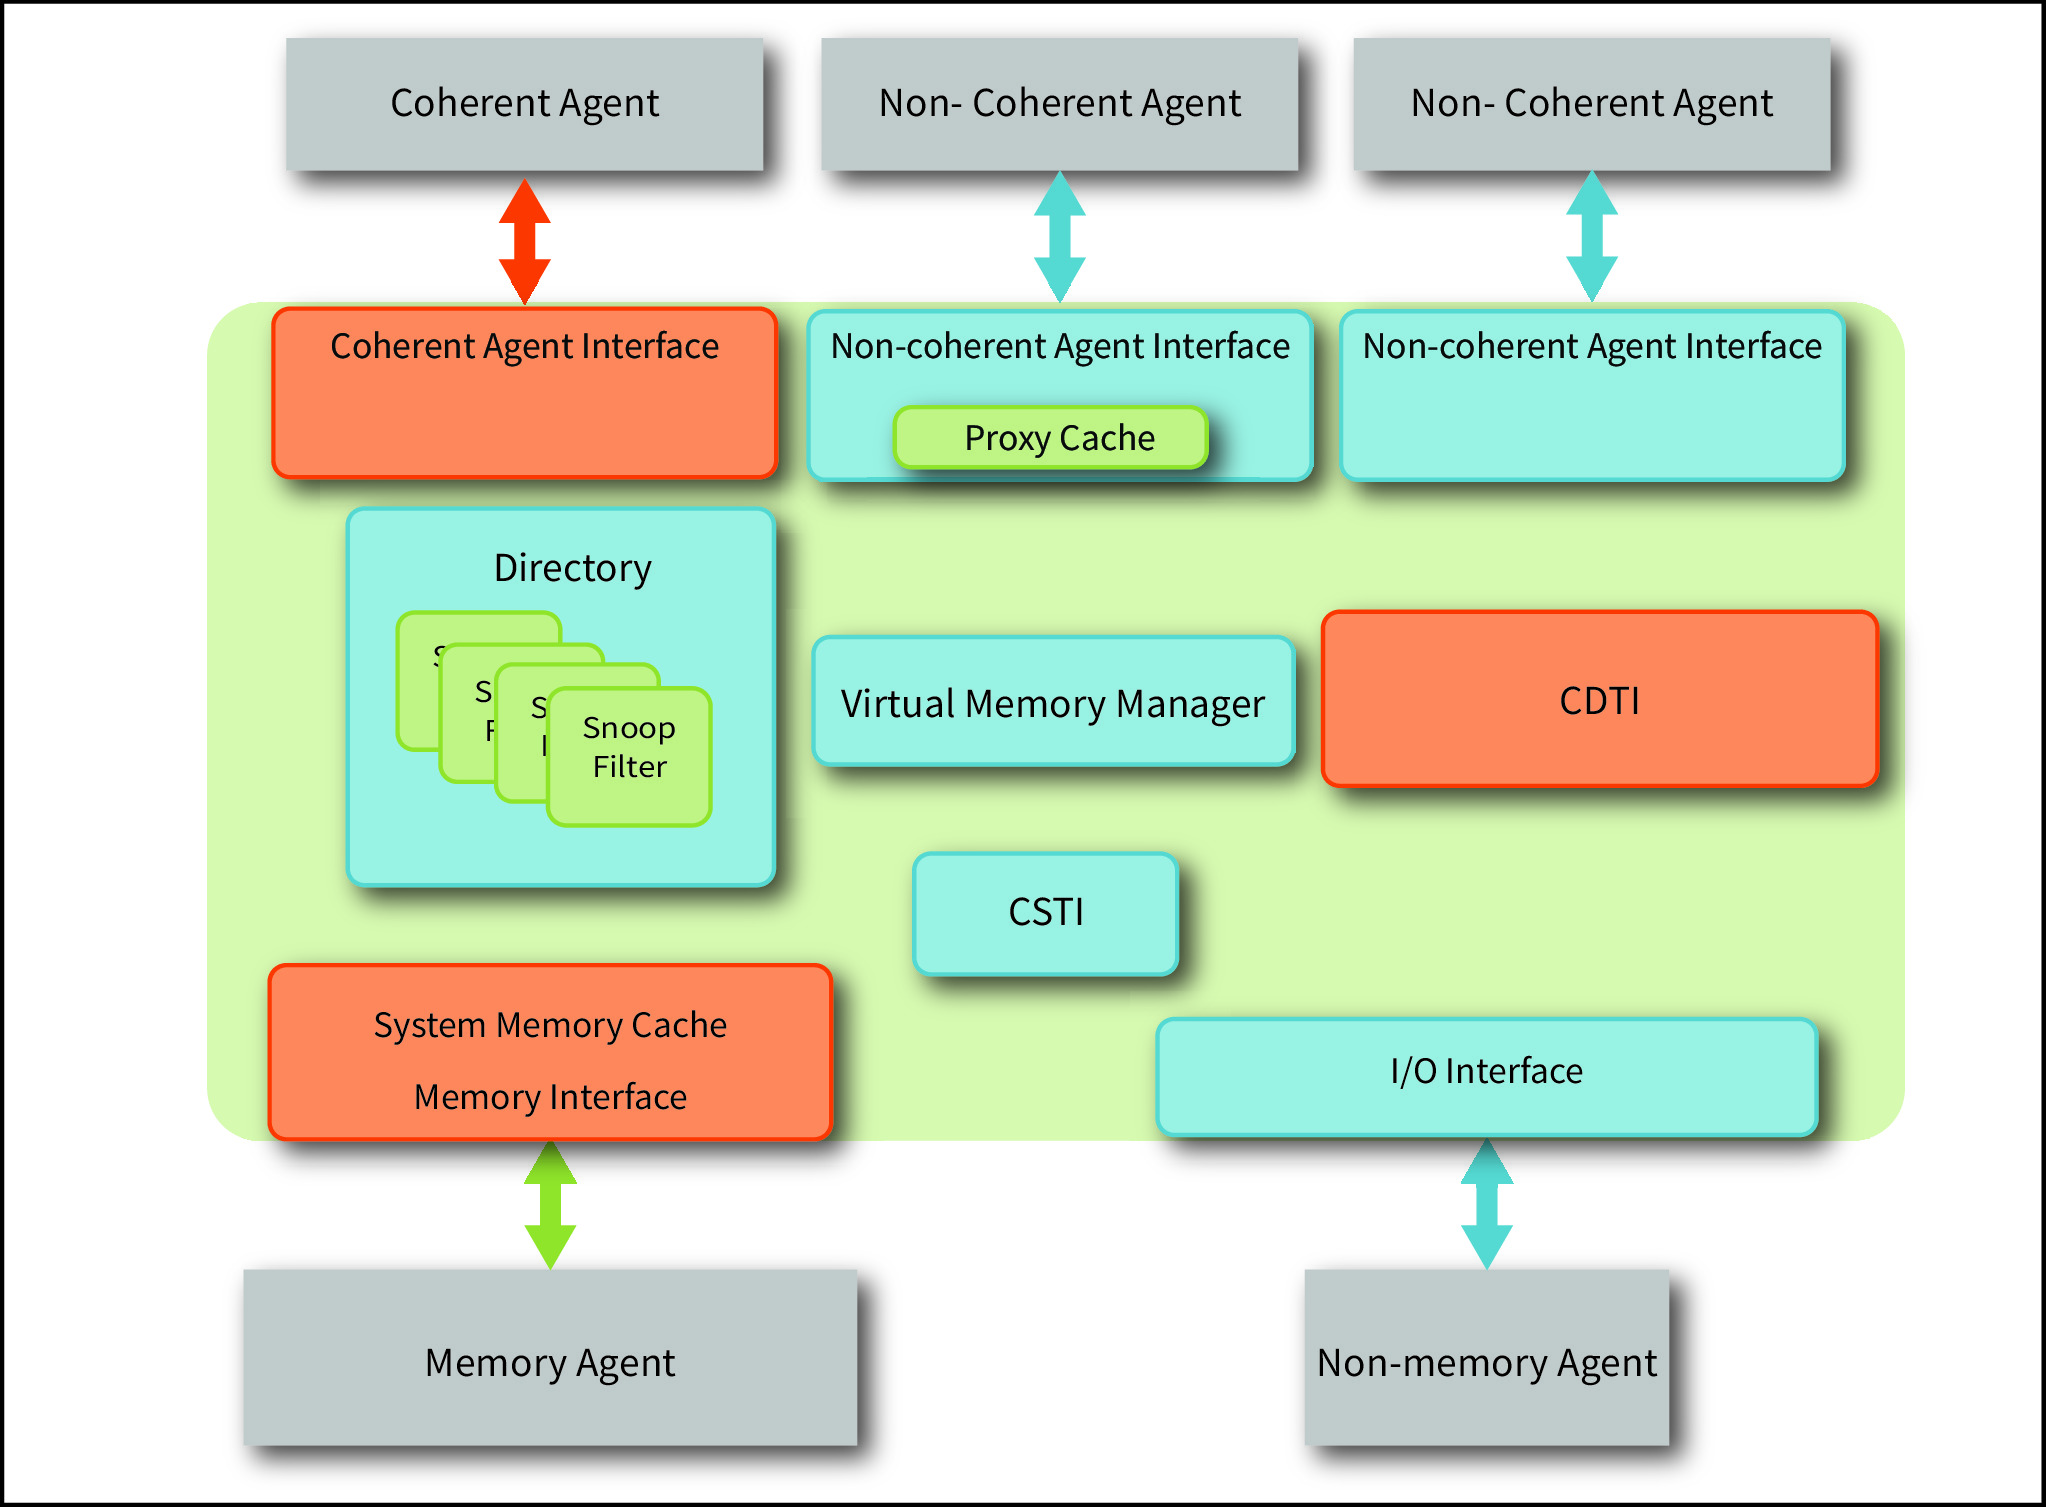 Coherent Agent
Non- Coherent Agent
Non- Coherent Agent
Coherent Agent Interface
Non-coherent Agent Interface
Non-coherent Agent Interface
Proxy Cache
Directory
Snoop
Filter
Virtual Memory Manager
CDTI
CSTI
System Memory Cache
Memory Interface
I/O Interface
Memory Agent
Non-memory Agent